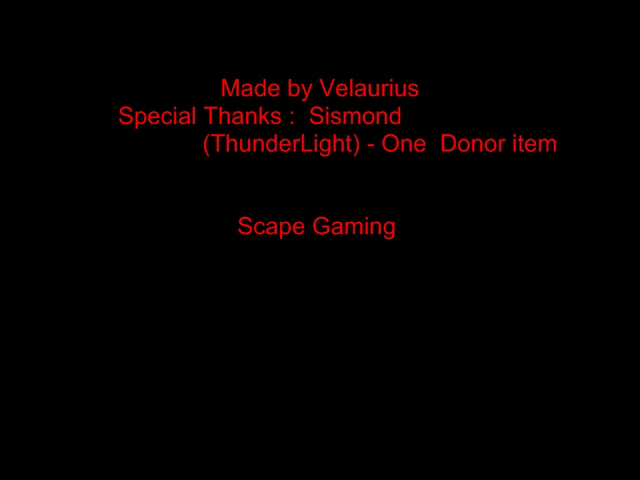 Made by Velaurius
Special Thanks :  Sismond
(ThunderLight) - One  Donor item
Scape Gaming